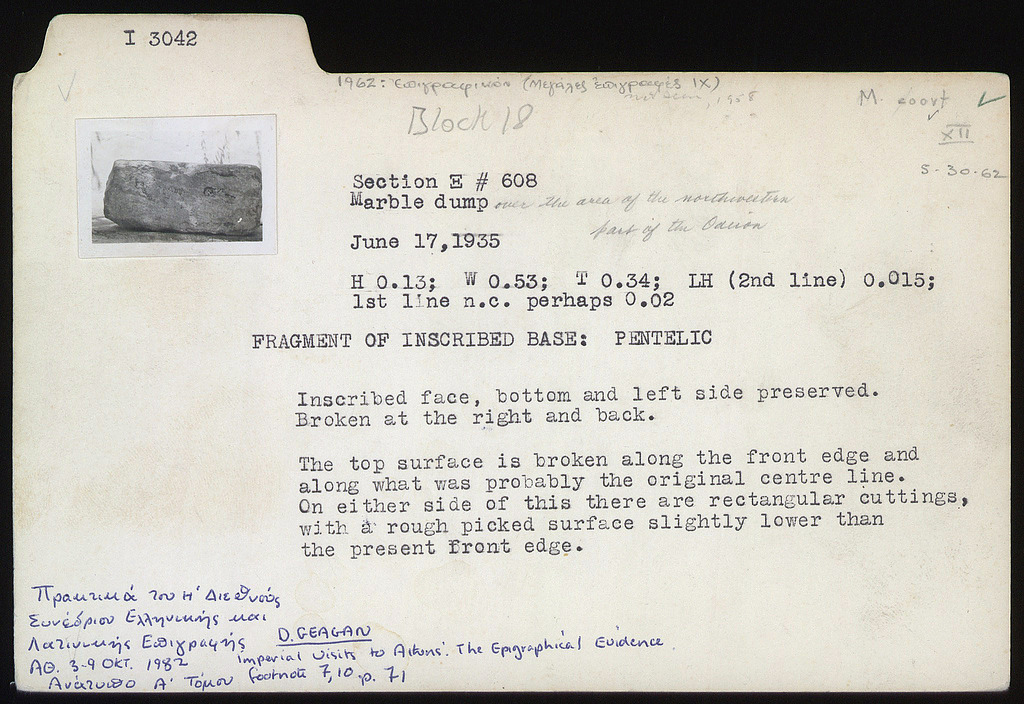 I 3042
1962: Ἐπιγραφικὸν (Μεγάλες ἐπιγραφές IX)
1958
Block 18
M. court
XII
5-30-62
Section E # 608
Marble dump over the area of the northwestern
part of the Odeion
June 17,1935
H 0.13; W 0.53; T 0.34; LH (2nd line) 0.015;
1st line n.c. perhaps 0.02
FRAGMENT OF INSCRIBED BASE: PENTELIC
Inscribed face, bottom and left side preserved.
Broken at the right and back.
The top surface is broken along the front edge and
along what was probably the original centre line.
On either side of this there are rectangular cuttings,
with a rough picked surface slightly lower than
the present front edge.
Πρακτικά του Η' Διεθνούς
Συνέδριου Ελληνικής και
Λατινικής Επιγραφής D. GEAGAN
ΑΘ. 3-9 ΟΚΤ. 1982 Imperial Visits to Athens: The Epigraphical Evidence
Ανάτυπο Α' Τόμου footnote 7, 10 p. 71